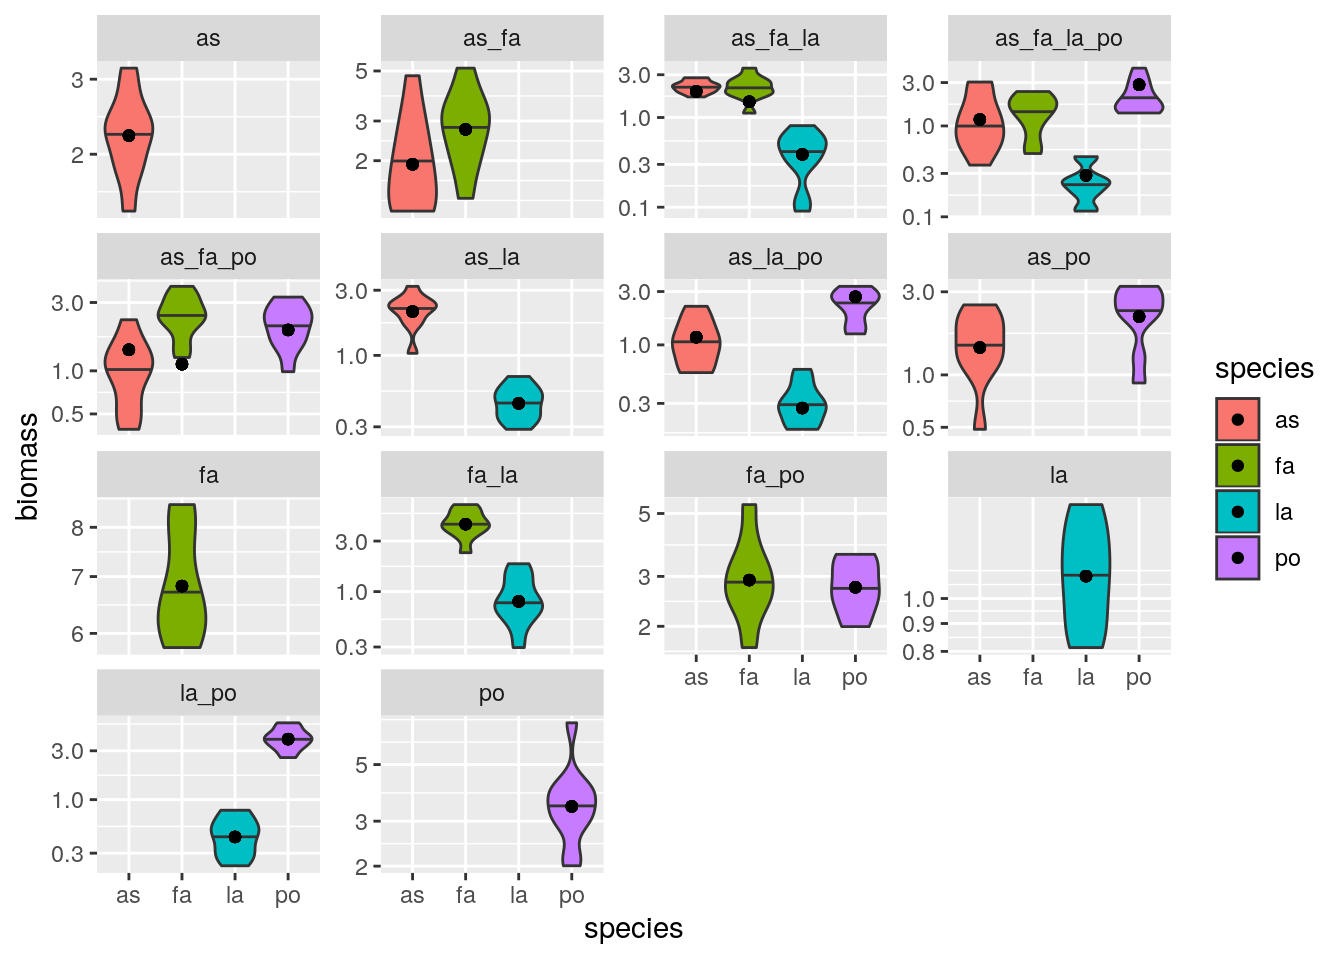 as as_fa as_fa_la as_fa_la_po
3
2
5
3
2
3.0
1.0
0.3
0.1
3.0
1.0
0.3
0.1
as_fa_po as_la as_la_po as_po
3.0
1.0
0.5
3.0
1.0
0.3
3.0
1.0
0.3
3.0
1.0
0.5
fa fa_la fa_po la
8
7
6
3.0
1.0
0.3
5
3
2
1.0
0.9
0.8
as fa la po
as fa la po
la_po po
3.0
1.0
0.3
5
3
2
as fa la po
as fa la po
species
biomass
species
as
fa
la
po